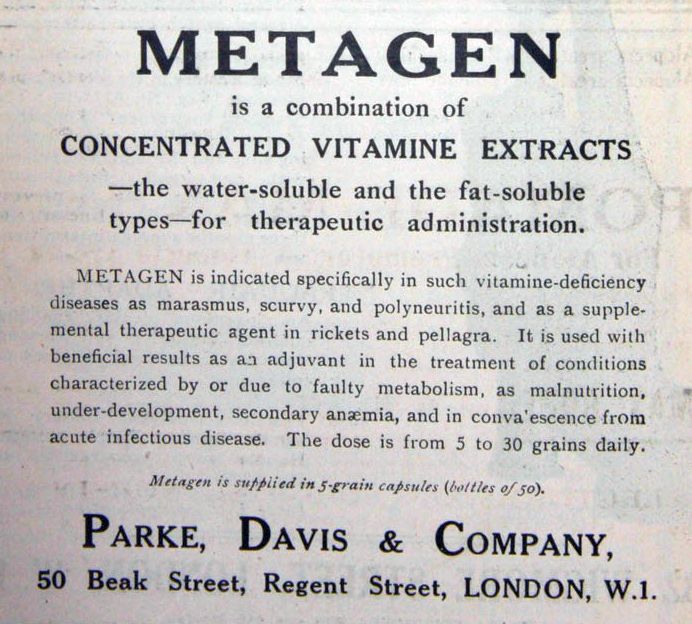 METAGEN
is a combination of
CONCENTRATED VITAMINE EXTRACTS
—the water-soluble and the fat-soluble
types—for therapeutic administration.
METAGEN is indicated specifically in such vitamine-deficiency
diseases as marasmus, scurvy, and polyneuritis, and as a supple-
mental therapeutic agent in rickets and pellagra. It is used with
beneficial results as an adjuvant in the treatment of conditions
characterized by or due to faulty metabolism, as malnutrition,
under-development, secondary anæmia, and in conva'escence from
acute infectious disease. The dose is from 5 to 30 grains daily.
Metagen is supplied in 5-grain capsules (bottles of 50).
PARKE, DAVIS & COMPANY,
50 Beak Street, Regent Street, LONDON, W.1.